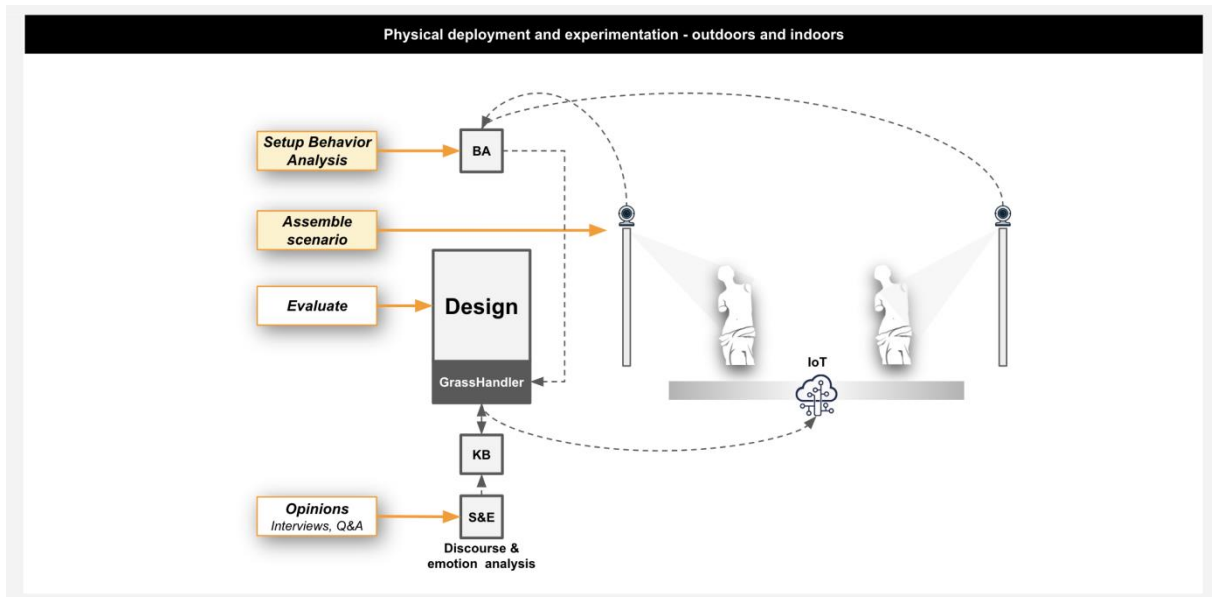 Physical deployment and experimentation - outdoors and indoors
Setup Behavior
Analysis
BA
Assemble
scenario
Evaluate
Design
GrassHandler
IoT
KB
Opinions
Interviews, Q&A
S&E
Discourse &
emotion analysis